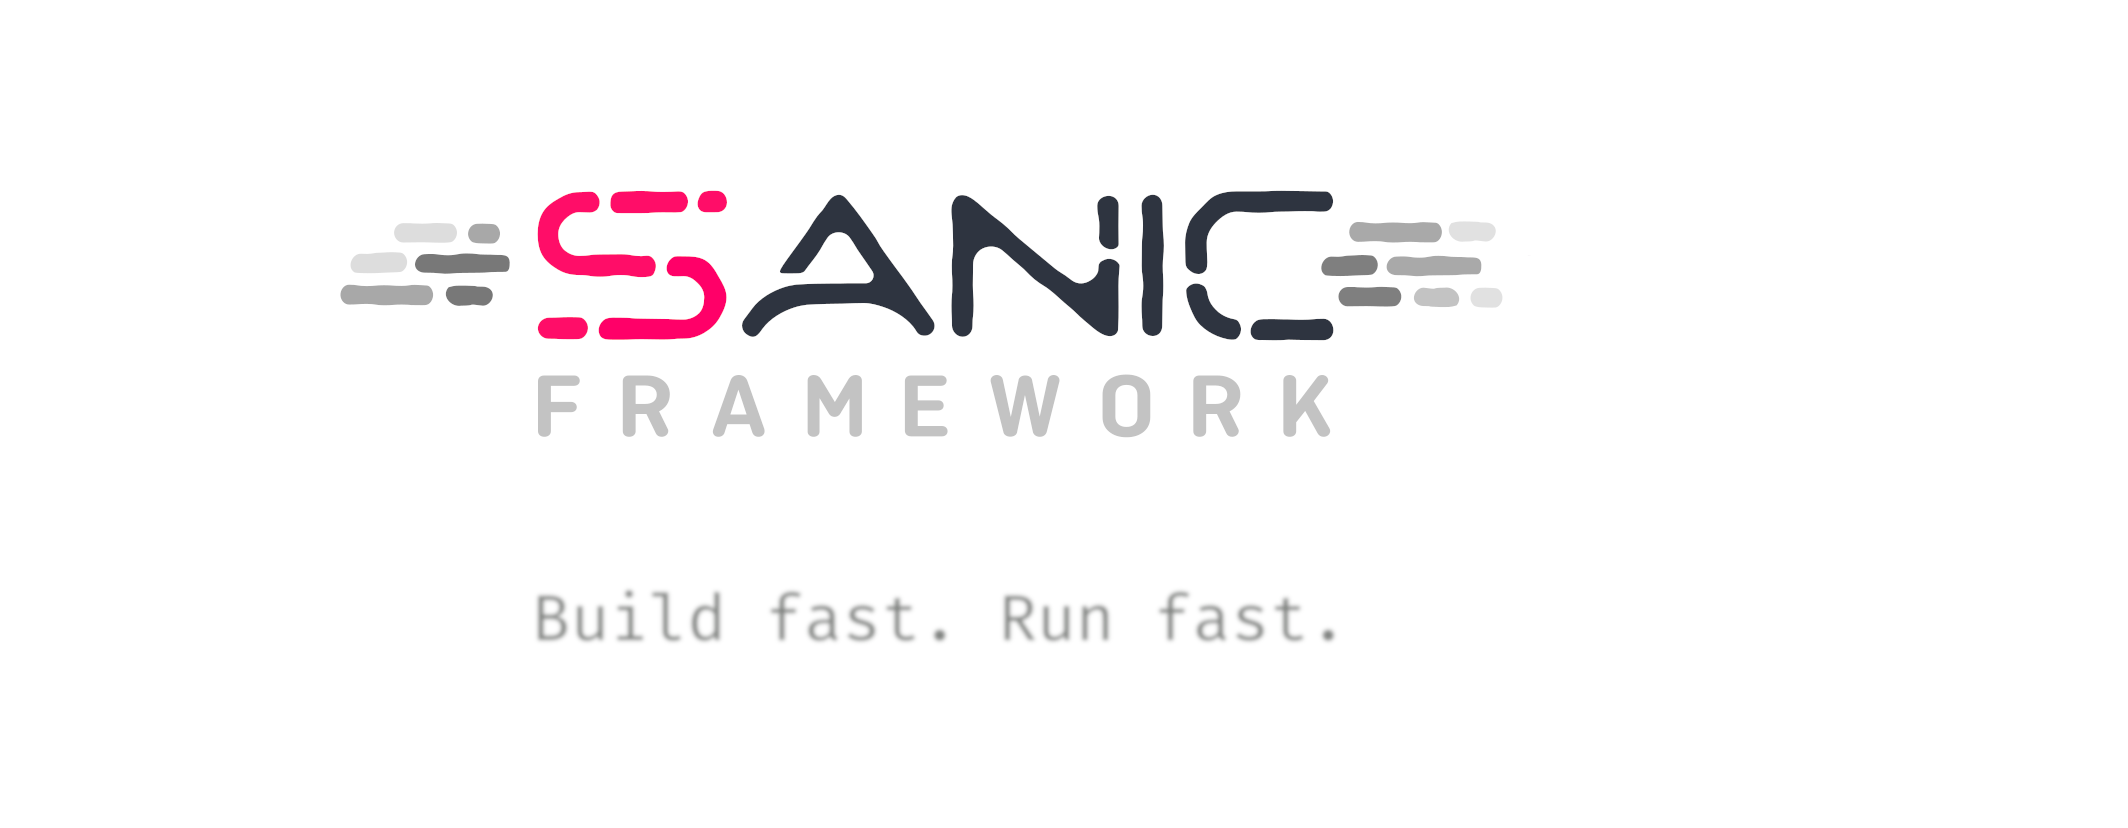 SANIC
FRAMEWORK
Build fast. Run fast.